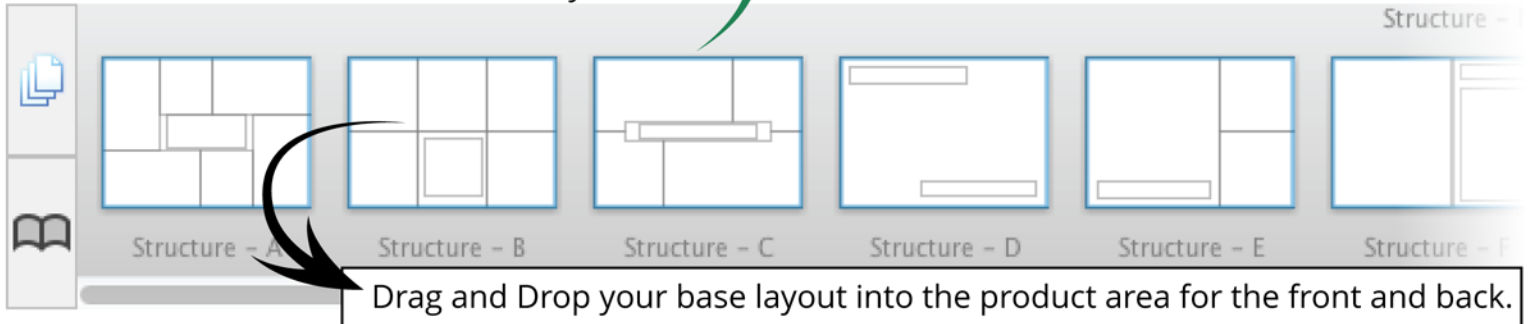 Structure –
Structure – A
Structure – B
Structure – C
Structure – D
Structure – E
Structure – F
Drag and Drop your base layout into the product area for the front and back.